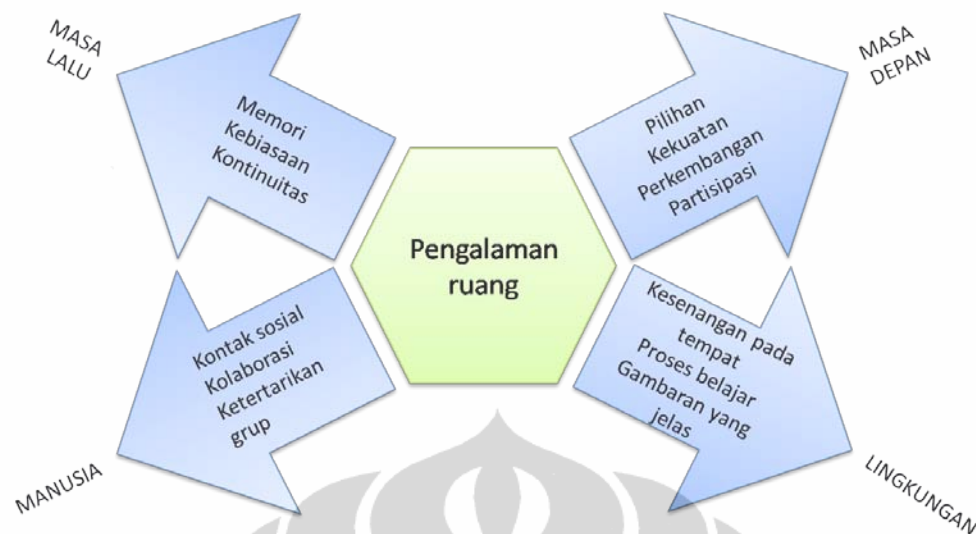 MASA
LALU
Memori
Kebiasaan
Kontinuitas
MASA
DEPAN
Pilihan
Kekuatan
Perkembangan
Partisipasi
Pengalaman
ruang
Kontak sosial
Kolaborasi
Ketertarikan
grup
MANUSIA
Kesenangan pada
tempat
Proses belajar
Gambaran yang
jelas
LINGKUNGAN